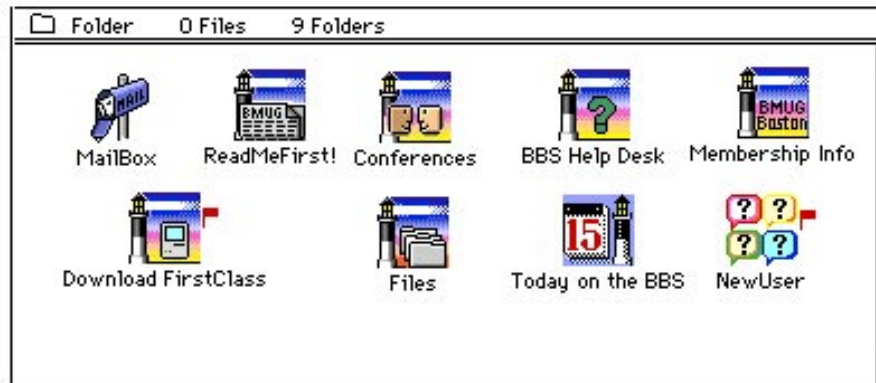 Folder 0 Files 9 Folders
MAIL
BMUG
BMUG
Boston
MailBox ReadMeFirst! Conferences BBS Help Desk Membership Info
? 15 ? ? ? ?
Download FirstClass Files Today on the BBS NewUser